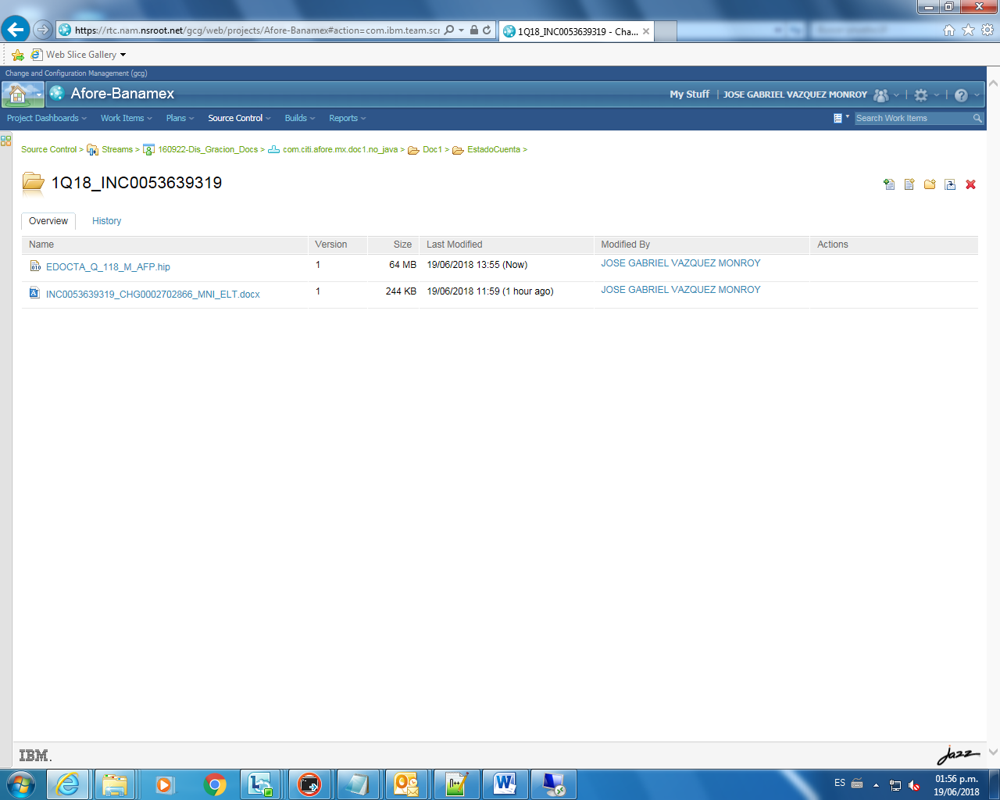 https://rtc.nam.nsroot.net/gcg/web/projects/Afore-Banamex#action=com.ibm.team.scr
1Q18_INC0053639319 - Cha...
Web Slice Gallery
Change and Configuration Management (gcg)
Afore-Banamex
My Stuff | JOSE GABRIEL VAZQUEZ MONROY
Project Dashboards Work Items Plans Source Control Builds Reports
Search Work Items
Source Control > Streams > 160922-Dis_Gracion_Docs > com.citi.afore.mx.doc1.no_java > Doc1 > EstadoCuenta >
1Q18_INC0053639319
Overview History
Name Version Size Last Modified Modified By Actions
EDOCTA_Q_118_M_AFP.hip 1 64 MB 19/06/2018 13:55 (Now) JOSE GABRIEL VAZQUEZ MONROY
INC0053639319_CHG0002702866_MNI_ELT.docx 1 244 KB 19/06/2018 11:59 (1 hour ago) JOSE GABRIEL VAZQUEZ MONROY
IBM.
jazz
ES
01:56 p.m.
19/06/2018